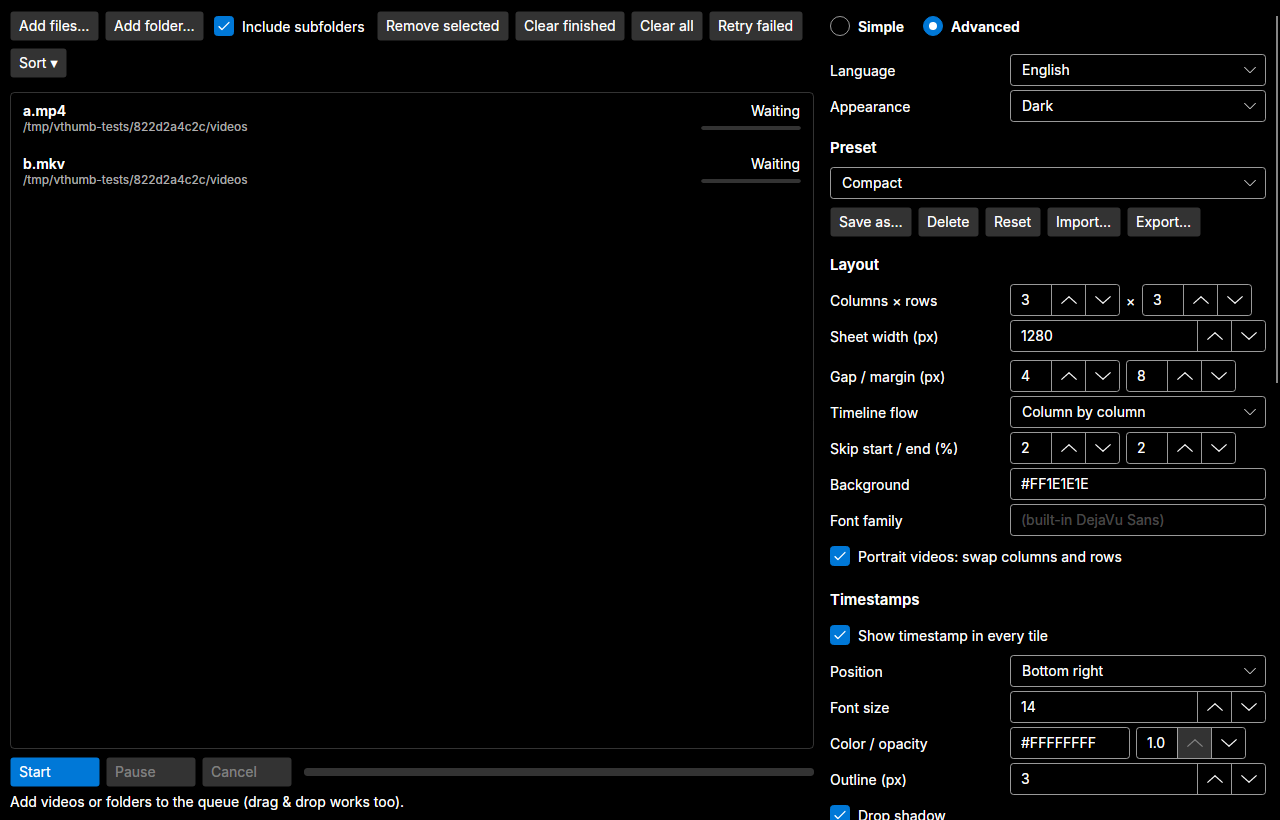 Add files... Add folder... Include subfolders Remove selected Clear finished Clear all Retry failed
Sort ▾
a.mp4 Waiting
/tmp/vthumb-tests/822d2a4c2c/videos
b.mkv Waiting
/tmp/vthumb-tests/822d2a4c2c/videos
Start Pause Cancel
Add videos or folders to the queue (drag & drop works too).
Simple Advanced
Language English
Appearance Dark
Preset
Compact
Save as... Delete Reset Import... Export...
Layout
Columns × rows 3 × 3
Sheet width (px) 1280
Gap / margin (px) 4 8
Timeline flow Column by column
Skip start / end (%) 2 2
Background #FF1E1E1E
Font family (built-in DejaVu Sans)
Portrait videos: swap columns and rows
Timestamps
Show timestamp in every tile
Position Bottom right
Font size 14
Color / opacity #FFFFFFFF 1.0
Outline (px) 3
Drop shadow